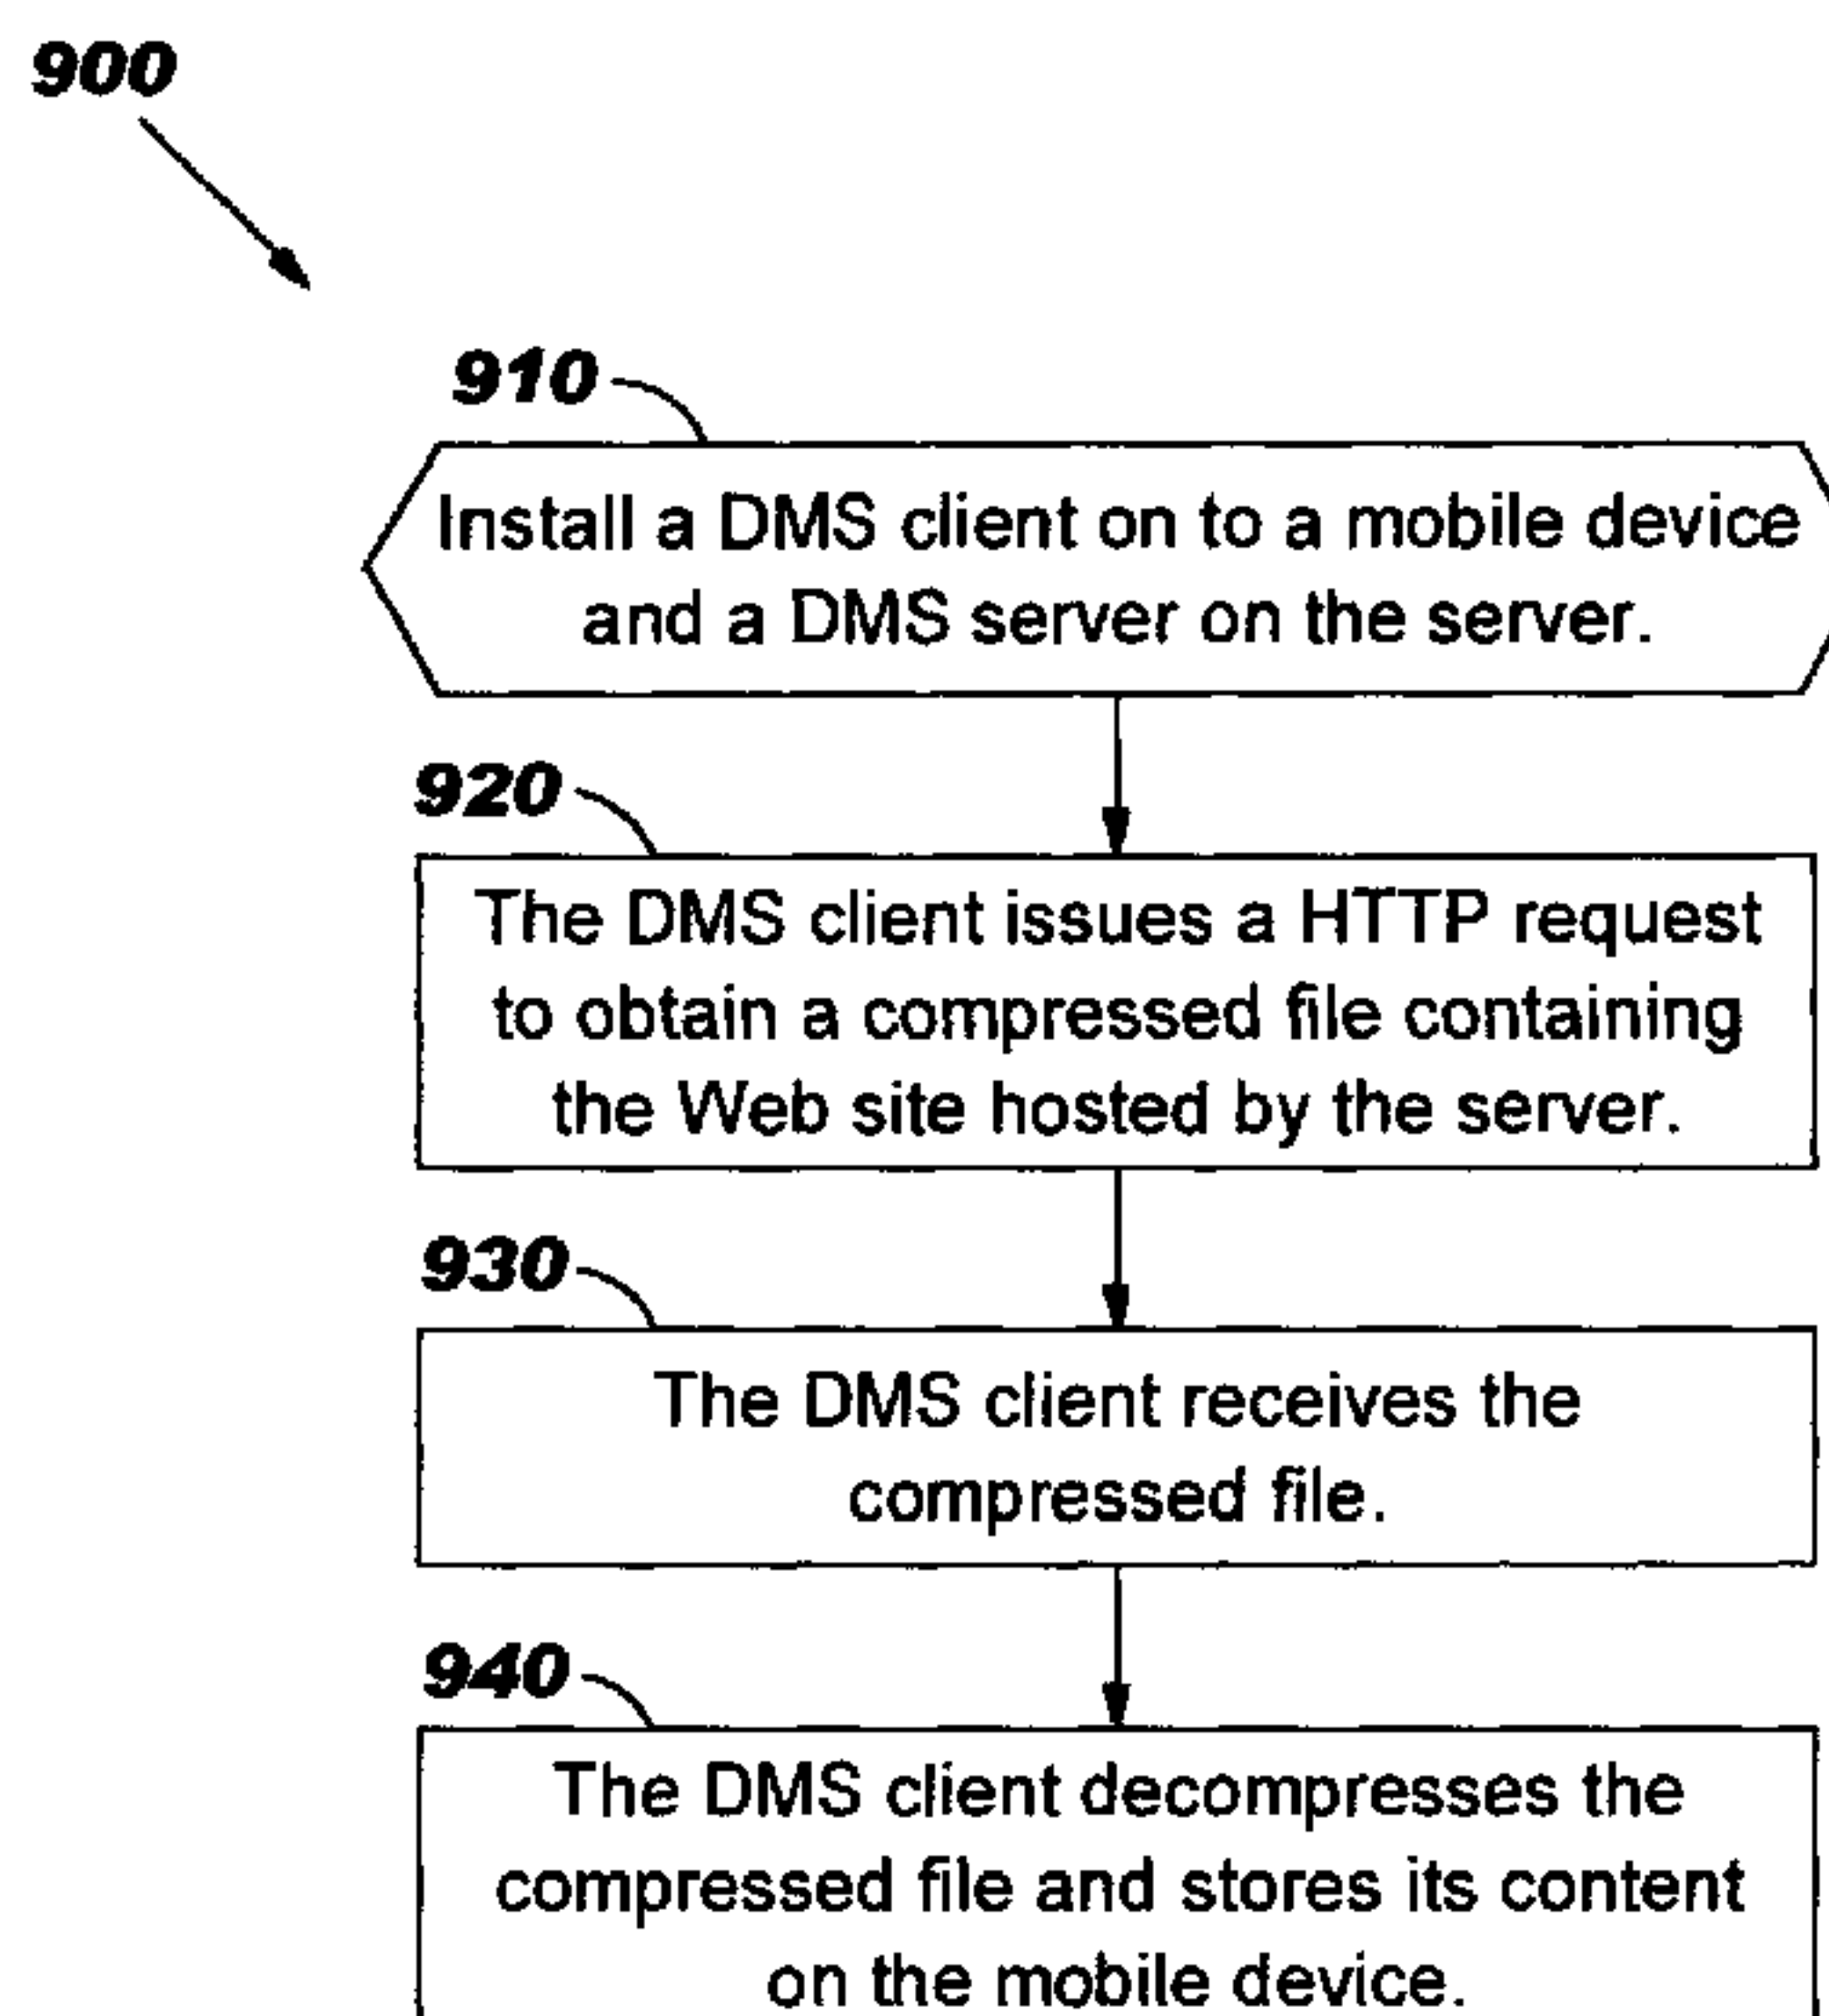 900
910
Install a DMS client on to a mobile device
and a DMS server on the server.
920
The DMS client issues a HTTP request
to obtain a compressed file containing
the Web site hosted by the server.
930
The DMS client receives the
compressed file.
940
The DMS client decompresses the
compressed file and stores its content
on the mobile device.